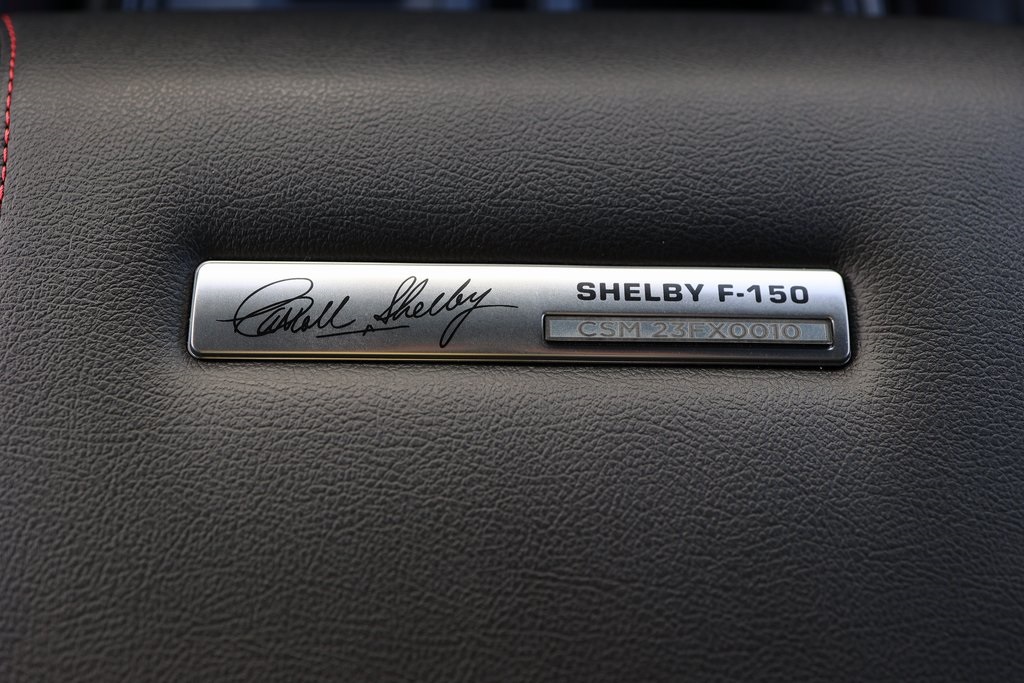 Carroll Shelby
SHELBY F-150
CSM 23FX0010